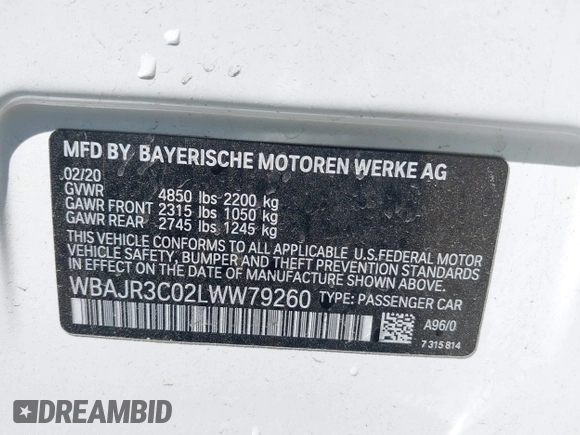 MFD BY BAYERISCHE MOTOREN WERKE AG
02/20
GVWR 4850 lbs 2200 kg
GAWR FRONT 2315 lbs 1050 kg
GAWR REAR 2745 lbs 1245 kg
THIS VEHICLE CONFORMS TO ALL APPLICABLE U.S.FEDERAL MOTOR
VEHICLE SAFETY, BUMPER AND THEFT PREVENTION STANDARDS
IN EFFECT ON THE DATE OF MANUFACTURE SHOWN ABOVE.
WBAJR3C02LWW79260 TYPE: PASSENGER CAR
A96/0
7 315 814
DREAMBID